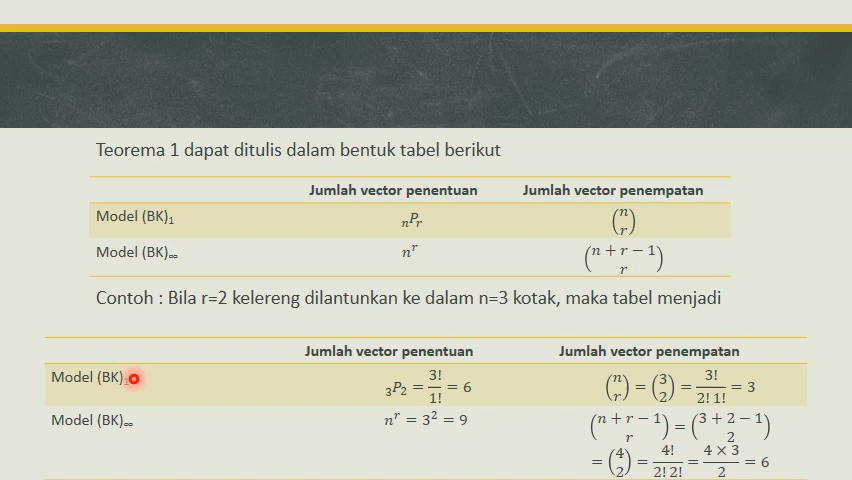 Teorema 1 dapat ditulis dalam bentuk tabel berikut
Jumlah vector penentuan Jumlah vector penempatan
Model (BK)₁ ₙPᵣ (n r)
Model (BK)∞ nʳ (n + r − 1 r)
Contoh : Bila r=2 kelereng dilantunkan ke dalam n=3 kotak, maka tabel menjadi
Jumlah vector penentuan Jumlah vector penempatan
Model (BK) ₃P₂ = 3!/1! = 6 (n r) = (3 2) = 3!/2! 1! = 3
Model (BK)∞ nʳ = 3² = 9 (n + r − 1 r) = (3 + 2 − 1 2)
= (4 2) = 4!/2! 2! = 4 × 3/2 = 6